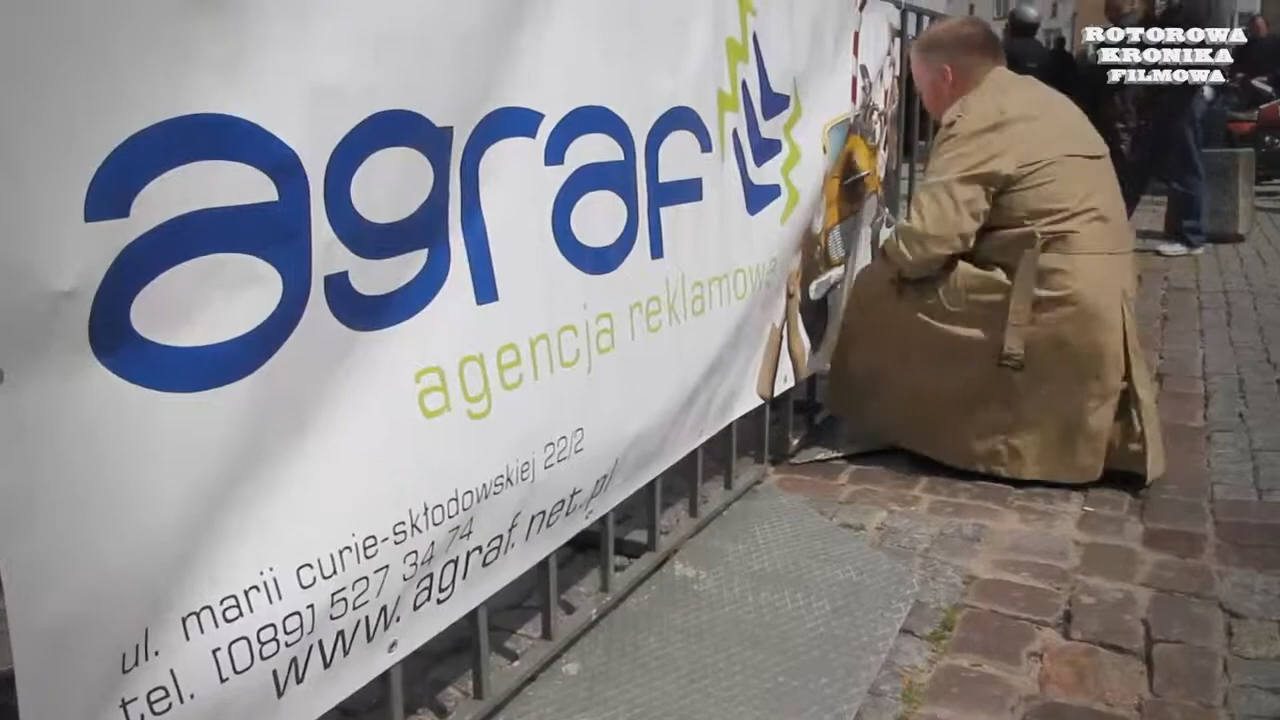 ROTOROWA
KRONIKA
FILMOWA
agraf
agencja reklamowa
ul. marii curie-skłodowskiej 22/2
tel. [089] 527 34 74
www.agraf.net.pl